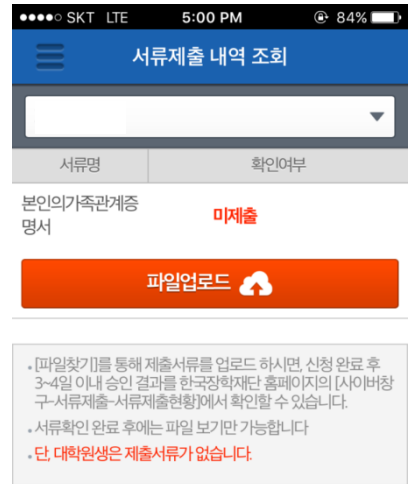 ●●●●○ SKT LTE 5:00 PM 84%
서류제출 내역 조회
서류명 확인여부
본인의가족관계증
명서
미제출
파일업로드
• [파일찾기]를 통해 제출서류를 업로드 하시면, 신청 완료 후
3~4일 이내 승인 결과를 한국장학재단 홈페이지의 [사이버창
구-서류제출-서류제출현황]에서 확인할 수 있습니다.
• 서류확인 완료 후에는 파일 보기만 가능합니다
• 단, 대학원생은 제출서류가 없습니다.